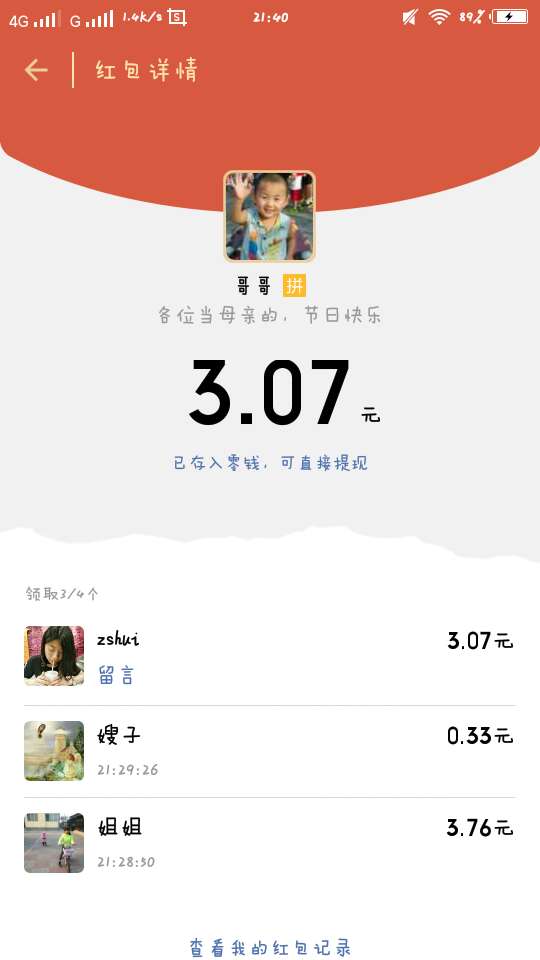 4G G 1.4k/s S 21:40 89%
红包详情
哥哥 拼
各位当母亲的，节日快乐
3.07 元
已存入零钱，可直接提现
领取3/4个
zshui 3.07元
留言
嫂子 0.33元
21:29:26
姐姐 3.76元
21:28:30
查看我的红包记录